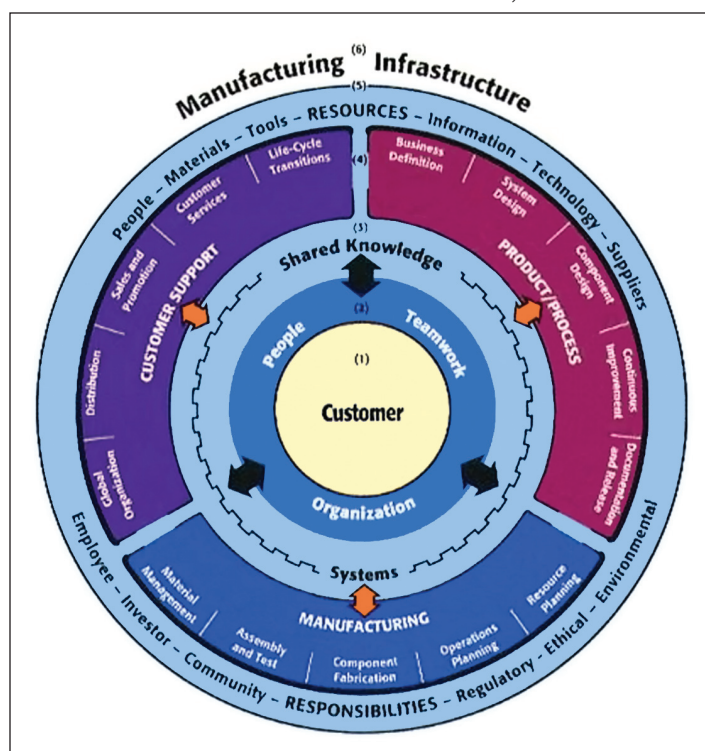 Manufacturing (6) Infrastructure
(5)
People – Materials – Tools – RESOURCES – Information – Technology – Suppliers
(4)
Life-Cycle
Transitions
Customer
Services
Sales and
Promotion
Distribution
Global
Organization
CUSTOMER SUPPORT
Business
Definition
System
Design
Component
Design
Continuous
Improvement
Documentation
and Release
PRODUCT/PROCESS
(3)
Shared Knowledge
(2)
People
Teamwork
(1)
Customer
Organization
Systems
MANUFACTURING
Material
Management
Assembly
and Test
Component
Fabrication
Operations
Planning
Resource
Planning
Employee – Investor – Community – RESPONSIBILITIES – Regulatory – Ethical – Environmental